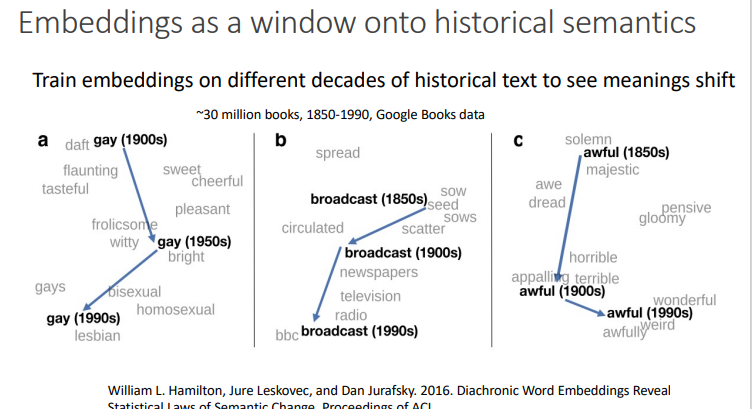 Embeddings as a window onto historical semantics
Train embeddings on different decades of historical text to see meanings shift
~30 million books, 1850-1990, Google Books data
a
daft gay (1900s)
flaunting
sweet
tasteful
cheerful
pleasant
frolicsome
witty
gay (1950s)
bright
gays
bisexual
homosexual
gay (1990s)
lesbian
b
spread
broadcast (1850s)
sow
seed
sows
circulated
scatter
broadcast (1900s)
newspapers
television
radio
bbc broadcast (1990s)
c
solemn
awful (1850s)
majestic
awe
dread
pensive
gloomy
horrible
appalling terrible
awful (1900s)
wonderful
awful (1990s)
weird
awfully
William L. Hamilton, Jure Leskovec, and Dan Jurafsky. 2016. Diachronic Word Embeddings Reveal
Statistical Laws of Semantic Change. Proceedings of ACL.